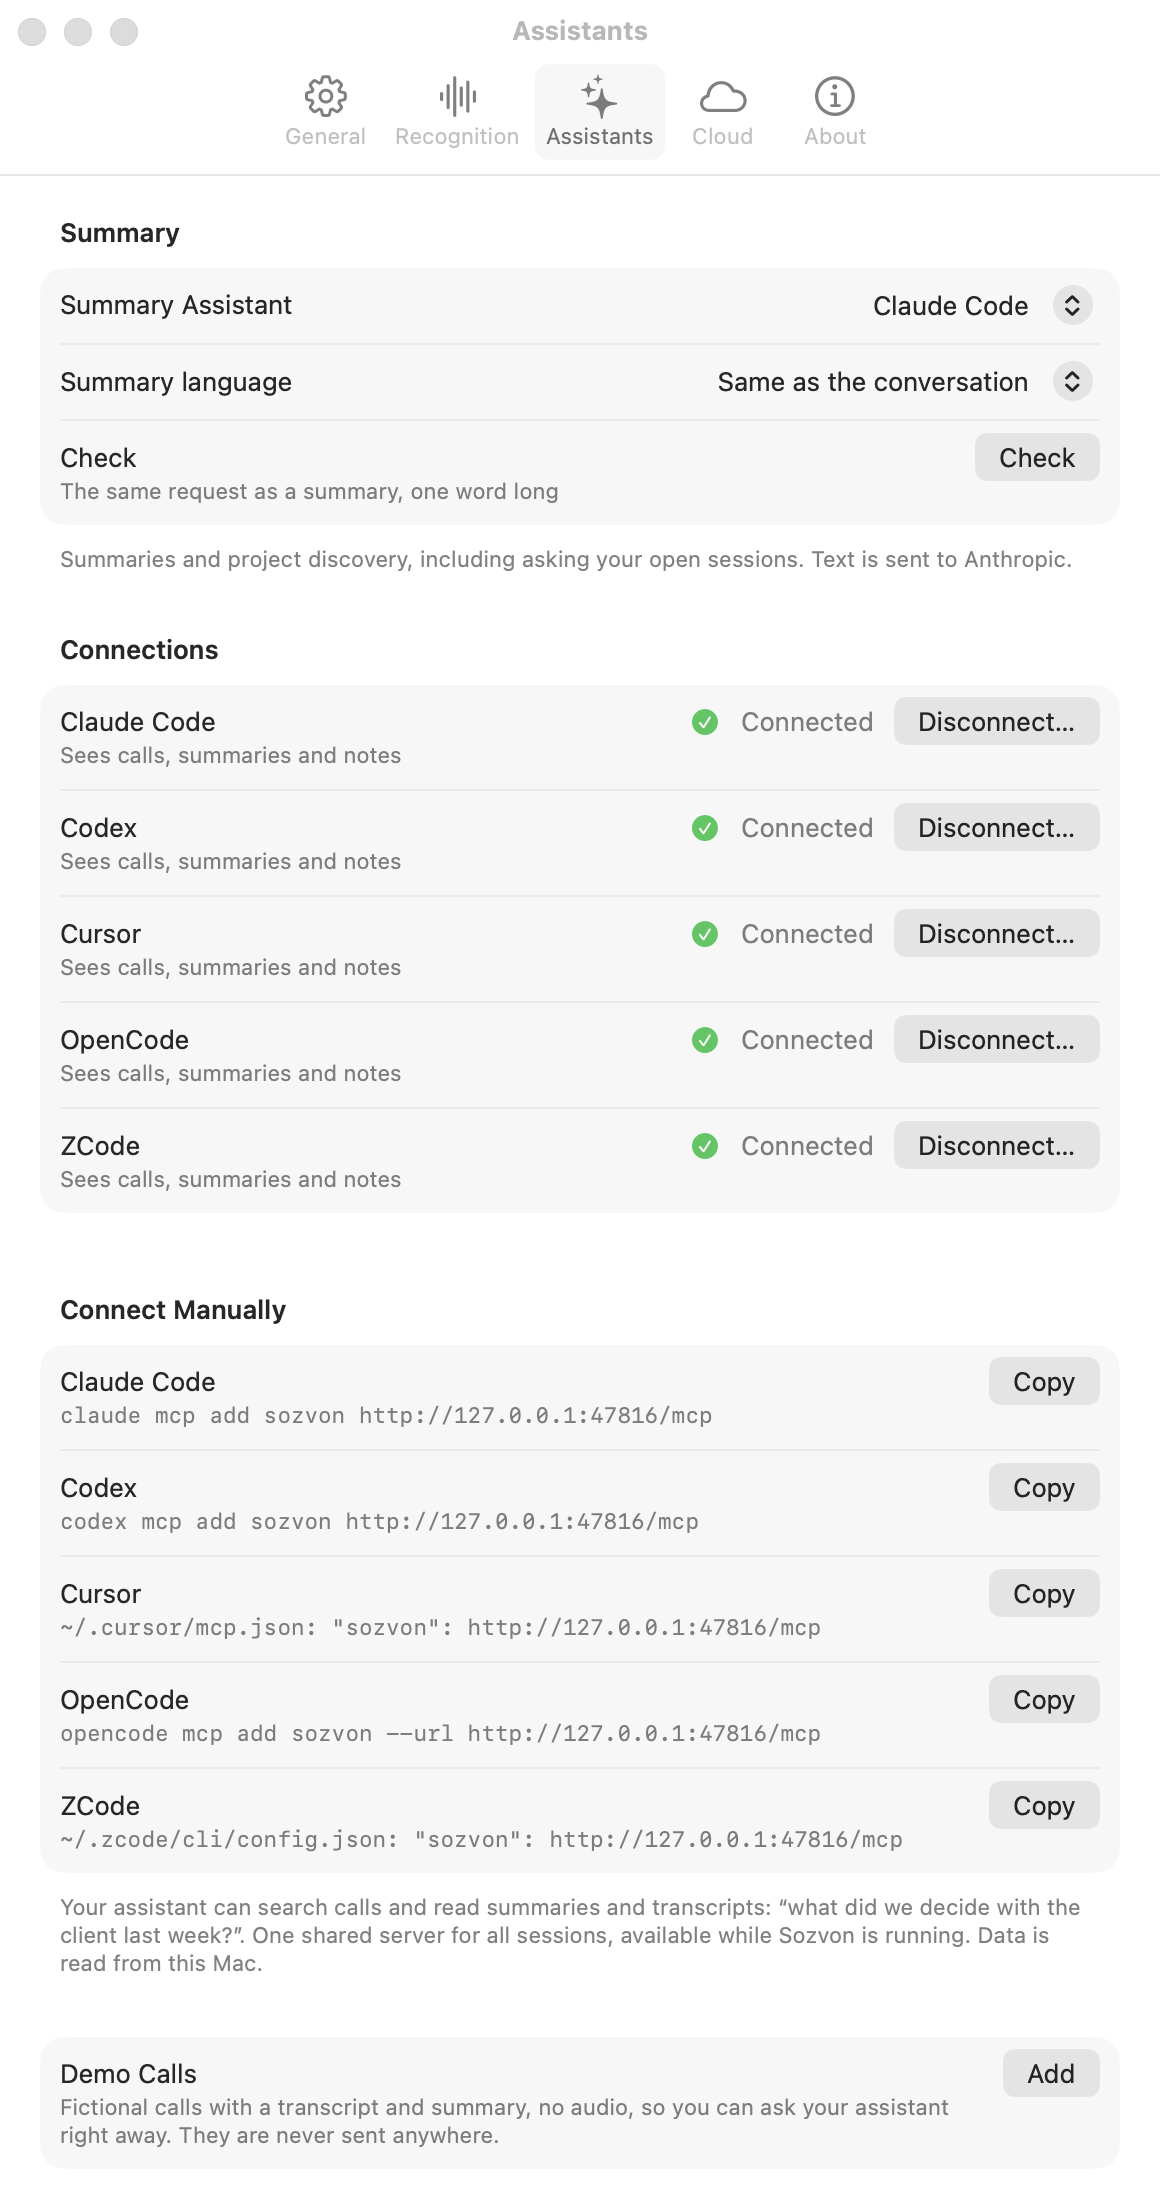 Assistants
General
Recognition
Assistants
Cloud
About
Summary
Summary Assistant
Claude Code
Summary language
Same as the conversation
Check
Check
The same request as a summary, one word long
Summaries and project discovery, including asking your open sessions. Text is sent to Anthropic.
Connections
Claude Code
Connected
Disconnect...
Sees calls, summaries and notes
Codex
Connected
Disconnect...
Sees calls, summaries and notes
Cursor
Connected
Disconnect...
Sees calls, summaries and notes
OpenCode
Connected
Disconnect...
Sees calls, summaries and notes
ZCode
Connected
Disconnect...
Sees calls, summaries and notes
Connect Manually
Claude Code
Copy
claude mcp add sozvon http://127.0.0.1:47816/mcp
Codex
Copy
codex mcp add sozvon http://127.0.0.1:47816/mcp
Cursor
Copy
~/.cursor/mcp.json: "sozvon": http://127.0.0.1:47816/mcp
OpenCode
Copy
opencode mcp add sozvon --url http://127.0.0.1:47816/mcp
ZCode
Copy
~/.zcode/cli/config.json: "sozvon": http://127.0.0.1:47816/mcp
Your assistant can search calls and read summaries and transcripts: “what did we decide with the
client last week?”. One shared server for all sessions, available while Sozvon is running. Data is
read from this Mac.
Demo Calls
Add
Fictional calls with a transcript and summary, no audio, so you can ask your assistant
right away. They are never sent anywhere.